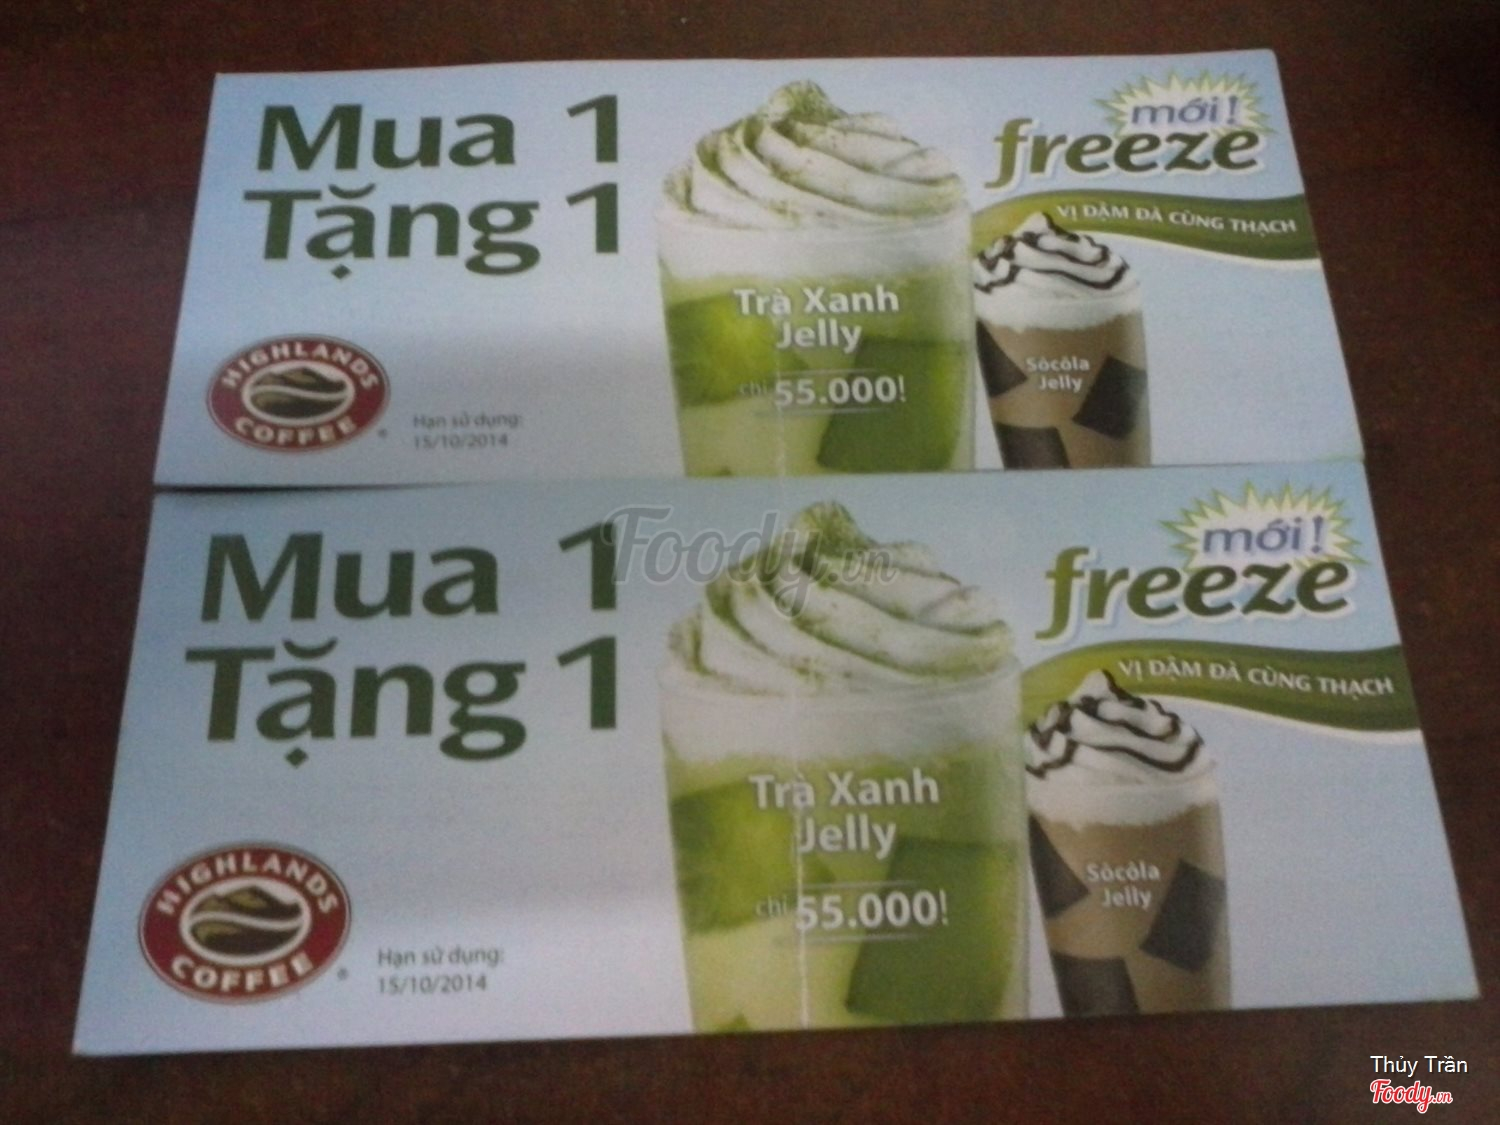 Mua 1
Tặng 1
mới!
freeze
VỊ ĐẬM ĐÀ CÙNG THẠCH
Trà Xanh
Jelly
chỉ 55.000!
Sôcôla
Jelly
HIGHLANDS
COFFEE
®
Hạn sử dụng:
15/10/2014
Mua 1
Tặng 1
Foody.vn
mới!
freeze
VỊ ĐẬM ĐÀ CÙNG THẠCH
Trà Xanh
Jelly
chỉ 55.000!
Sôcôla
Jelly
HIGHLANDS
COFFEE
®
Hạn sử dụng:
15/10/2014
Thủy Trần
Foody.vn